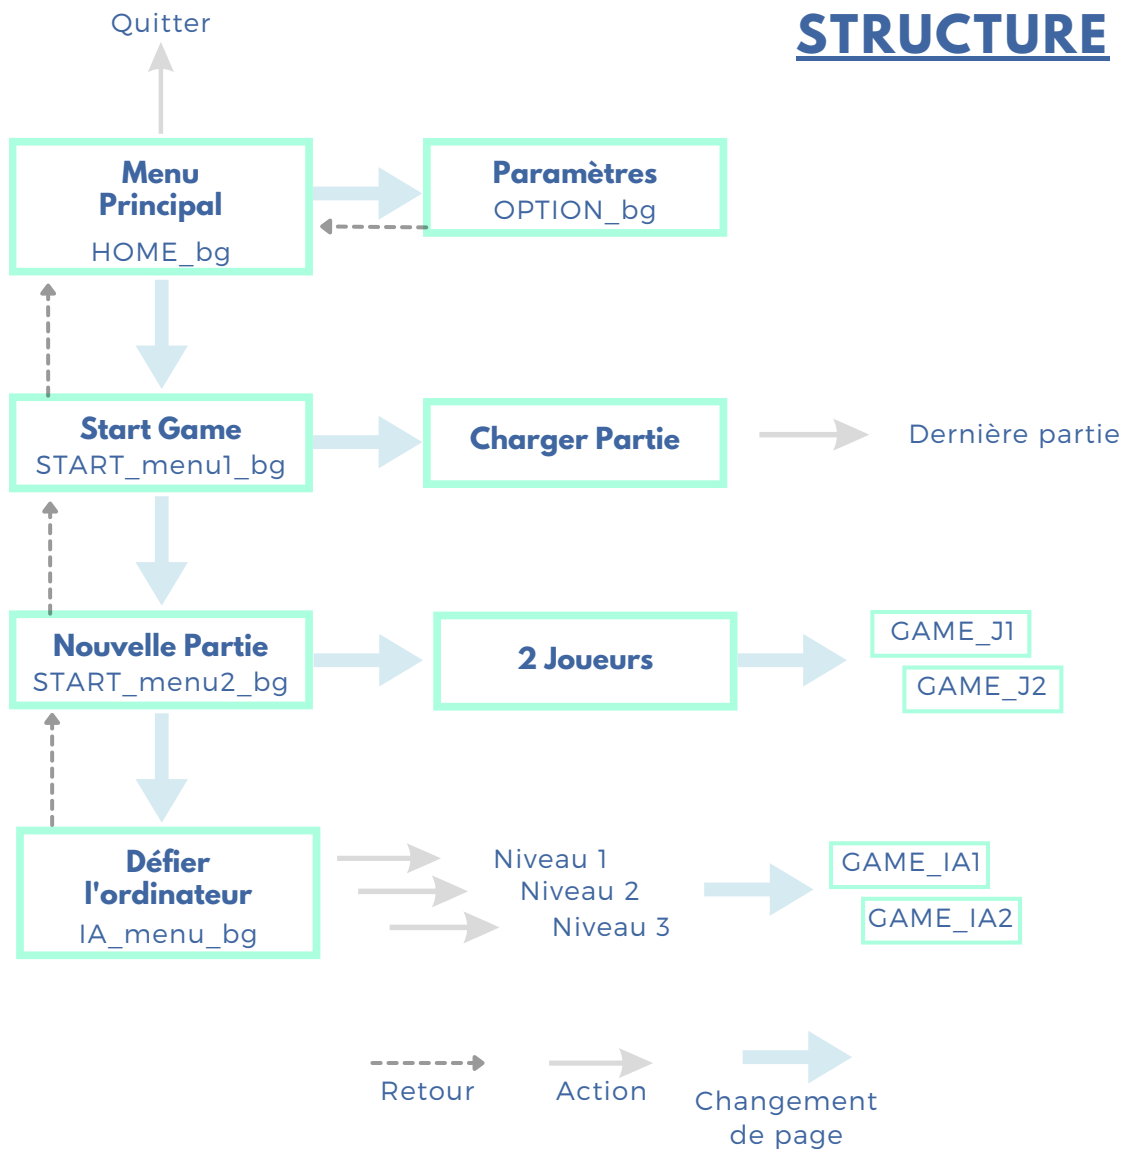 Quitter
STRUCTURE
Menu
Principal
HOME_bg
Paramètres
OPTION_bg
Start Game
START_menu1_bg
Charger Partie
Dernière partie
Nouvelle Partie
START_menu2_bg
2 Joueurs
GAME_J1
GAME_J2
Défier
l'ordinateur
IA_menu_bg
Niveau 1
Niveau 2
Niveau 3
GAME_IA1
GAME_IA2
Retour
Action
Changement
de page